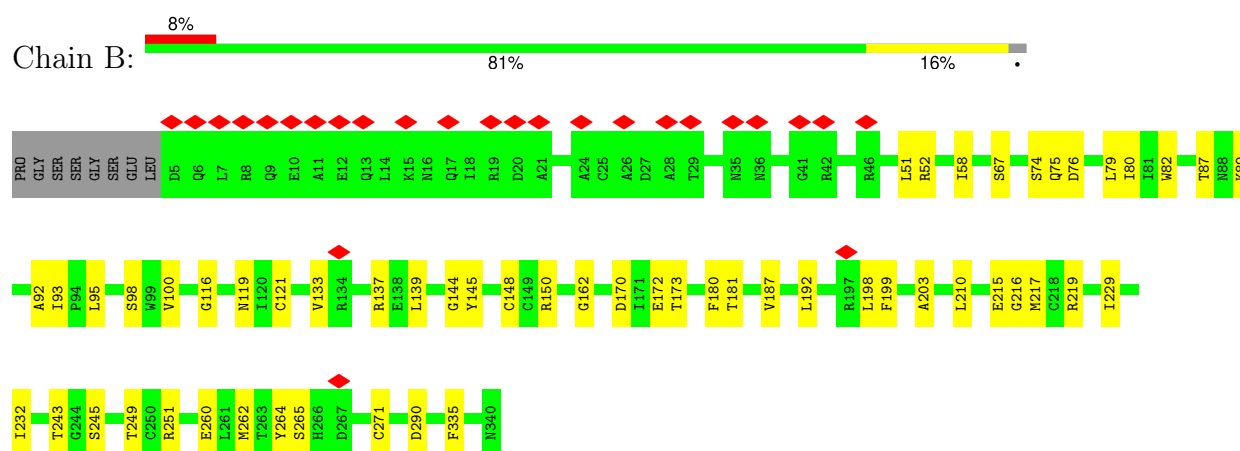 8%
Chain B:
81% 16% •
PRO GLY SER SER GLY SER GLU LEU D5 Q6 L7 R8 Q9 E10 A11 E12 Q13 L14 K15 N16 Q17 I18 R19 D20 A21 A24 C25 A26 D27 A28 T29 N35 N36 G41 R42 R46 L51 R52 I58 S67 S74 Q75 D76 L79 I80 I81 W82 T87 N88
A92 I93 P94 L95 S98 W99 V100 G116 N119 I120 C121 V133 R134 R137 E138 L139 G144 Y145 C148 C149 R150 G162 D170 I171 E172 T173 F180 T181 V187 L192 R197 L198 F199 A203 L210 E215 G216 M217 C218 R219 I229
I232 T243 G244 S245 T249 C250 R251 E260 L261 M262 T263 Y264 S265 H266 D267 C271 D290 F335 N340